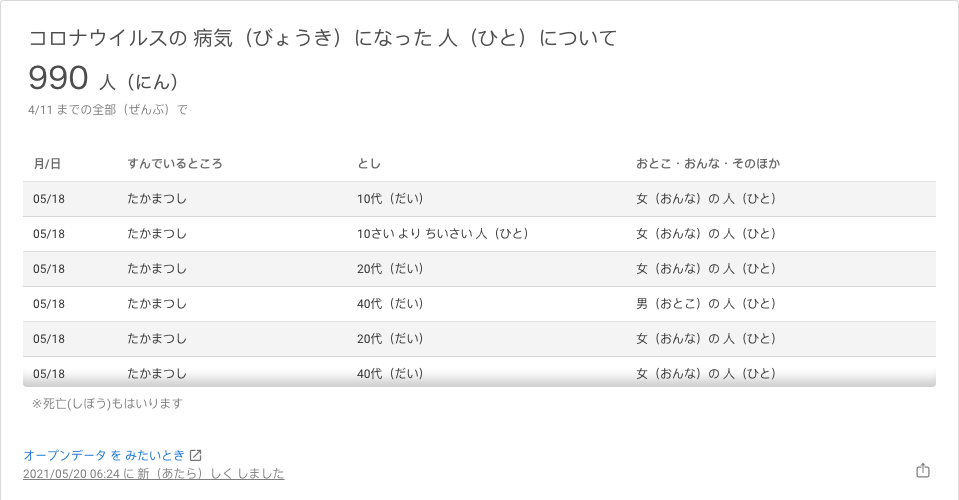 コロナウイルスの 病気（びょうき）になった 人（ひと）について
990 人（にん）
4/11 までの全部（ぜんぶ）で
月/日 すんでいるところ とし おとこ・おんな・そのほか
05/18 たかまつし 10代（だい） 女（おんな）の 人（ひと）
05/18 たかまつし 10さい より ちいさい 人（ひと） 女（おんな）の 人（ひと）
05/18 たかまつし 20代（だい） 女（おんな）の 人（ひと）
05/18 たかまつし 40代（だい） 男（おとこ）の 人（ひと）
05/18 たかまつし 20代（だい） 女（おんな）の 人（ひと）
05/18 たかまつし 40代（だい） 女（おんな）の 人（ひと）
※死亡(しぼう)もはいります
オープンデータ を みたいとき
2021/05/20 06:24 に 新（あたら）しく しました